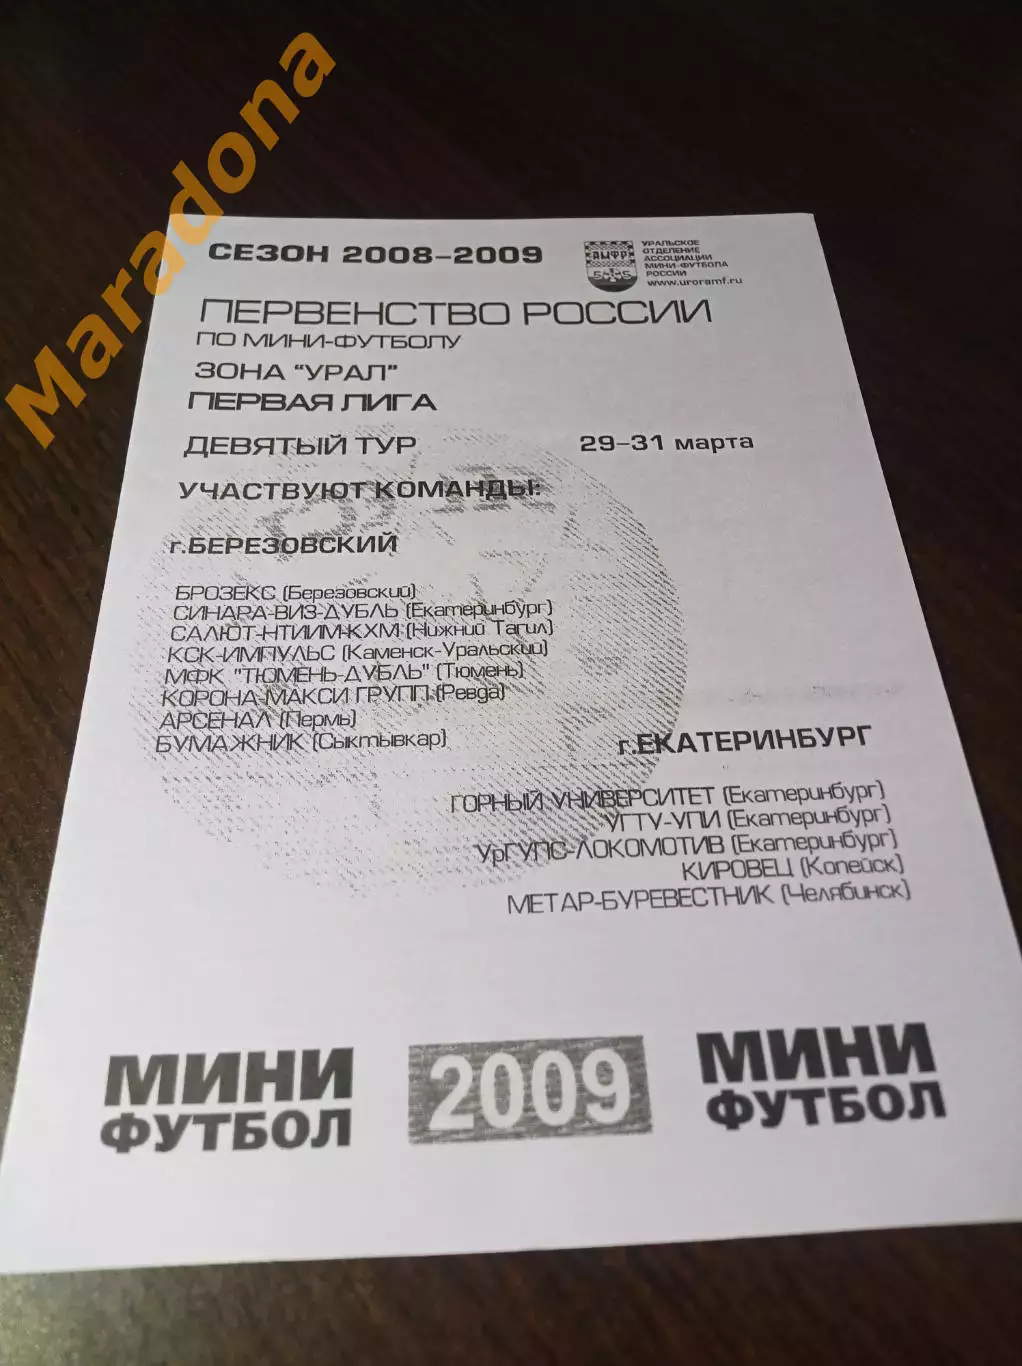 Maradona
СЕЗОН 2008-2009
УРАЛЬСКОЕ
ОТДЕЛЕНИЕ
АССОЦИАЦИИ
МИНИ-ФУТБОЛА
РОССИИ
www.uroramf.ru
АМФР
ПЕРВЕНСТВО РОССИИ
ПО МИНИ-ФУТБОЛУ
ЗОНА "УРАЛ"
ПЕРВАЯ ЛИГА
ДЕВЯТЫЙ ТУР 29-31 марта
УЧАСТВУЮТ КОМАНДЫ:
г.БЕРЕЗОВСКИЙ
БРОЗЕКС (Березовский)
СИНАРА-ВИЗ-ДУБЛЬ (Екатеринбург)
САЛЮТ-НТИИМ-КХМ (Нижний Тагил)
КСК-ИМПУЛЬС (Каменск-Уральский)
МФК "ТЮМЕНЬ-ДУБЛЬ" (Тюмень)
КОРОНА-МАКСИ ГРУПП (Ревда)
АРСЕНАЛ (Пермь)
БУМАЖНИК (Сыктывкар)
г.ЕКАТЕРИНБУРГ
ГОРНЫЙ УНИВЕРСИТЕТ (Екатеринбург)
УГТУ-УПИ (Екатеринбург)
УрГУПС-ЛОКОМОТИВ (Екатеринбург)
КИРОВЕЦ (Копейск)
МЕТАР-БУРЕВЕСТНИК (Челябинск)
МИНИ
ФУТБОЛ
2009
МИНИ
ФУТБОЛ